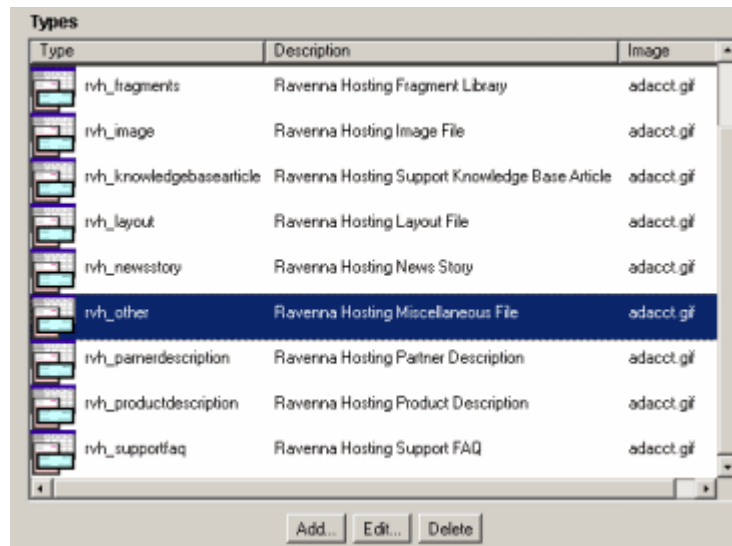 Types
Type Description Image
rvh_fragments Ravenna Hosting Fragment Library adacct.gif
rvh_image Ravenna Hosting Image File adacct.gif
rvh_knowledgebasearticle Ravenna Hosting Support Knowledge Base Article adacct.gif
rvh_layout Ravenna Hosting Layout File adacct.gif
rvh_newsstory Ravenna Hosting News Story adacct.gif
rvh_other Ravenna Hosting Miscellaneous File adacct.gif
rvh_parnerdescription Ravenna Hosting Partner Description adacct.gif
rvh_productdescription Ravenna Hosting Product Description adacct.gif
rvh_supportfaq Ravenna Hosting Support FAQ adacct.gif
Add... Edit... Delete